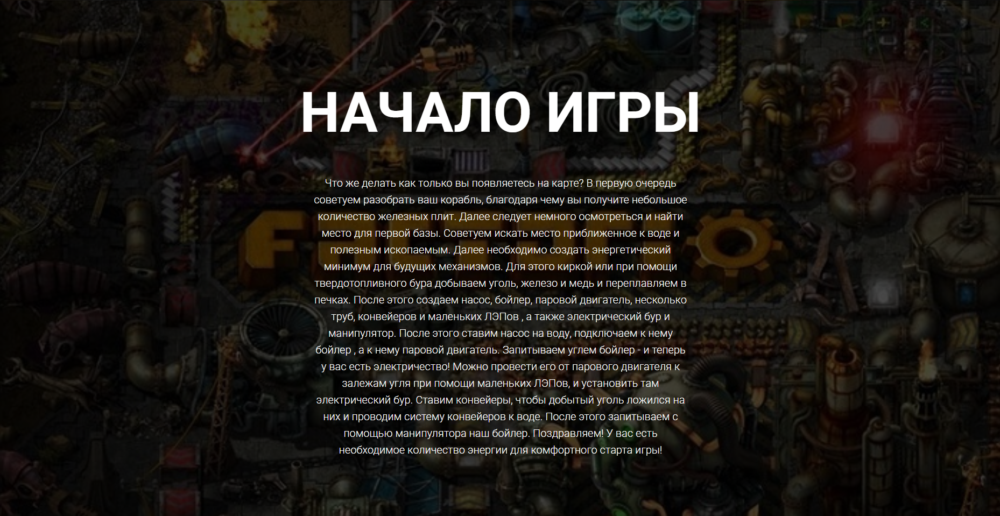 НАЧАЛО ИГРЫ
Что же делать как только вы появляетесь на карте? В первую очередь
советуем разобрать ваш корабль, благодаря чему вы получите небольшое
количество железных плит. Далее следует немного осмотреться и найти
место для первой базы. Советуем искать место приближенное к воде и
полезным ископаемым. Далее необходимо создать энергетический
минимум для будущих механизмов. Для этого киркой или при помощи
твердотопливного бура добываем уголь, железо и медь и переплавляем в
печках. После этого создаем насос, бойлер, паровой двигатель, несколько
труб, конвейеров и маленьких ЛЭПов , а также электрический бур и
манипулятор. После этого ставим насос на воду, подключаем к нему
бойлер , а к нему паровой двигатель. Запитываем углем бойлер - и теперь
у вас есть электричество! Можно провести его от парового двигателя к
залежам угля при помощи маленьких ЛЭПов, и установить там
электрический бур. Ставим конвейеры, чтобы добытый уголь ложился на
них и проводим систему конвейеров к воде. После этого запитываем с
помощью манипулятора наш бойлер. Поздравляем! У вас есть
необходимое количество энергии для комфортного старта игры!